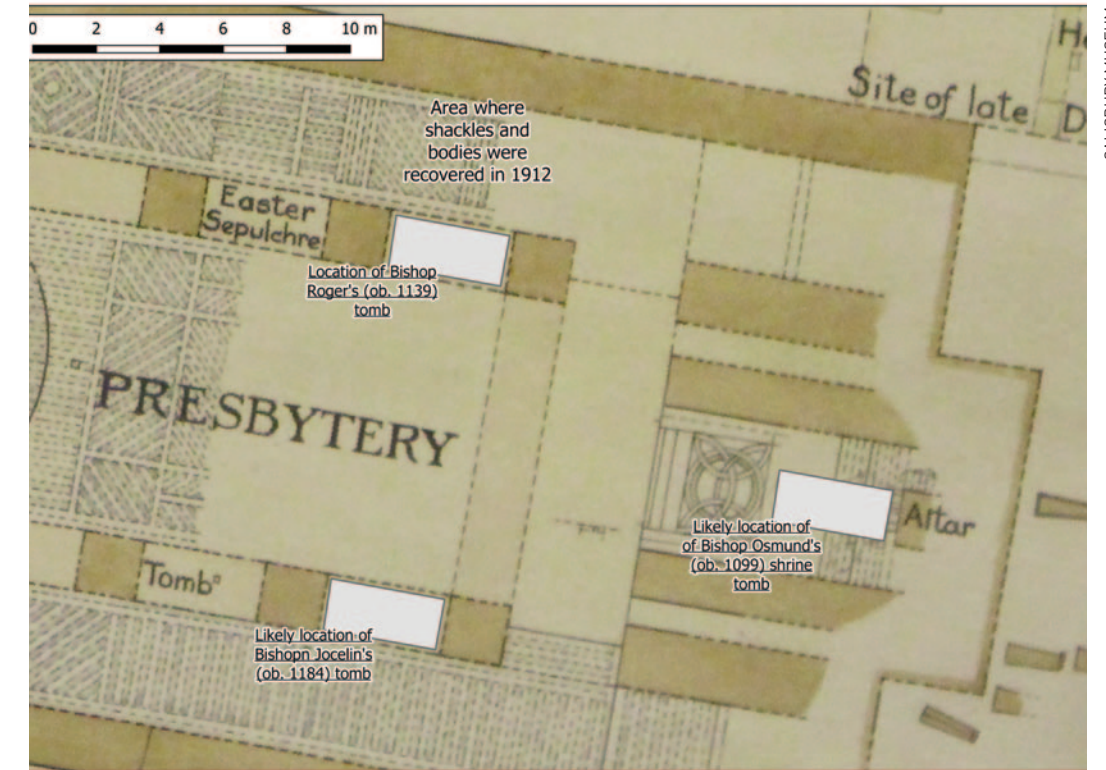 0 2 4 6 8 10 m
Site of late
Area where
shackles and
bodies were
recovered in 1912
Easter
Sepulchre
Location of Bishop
Roger's (ob. 1139)
tomb
PRESBYTERY
Altar
Likely location of
of Bishop Osmund's
(ob. 1099) shrine
tomb
Tomb
Likely location of
Bishopn Jocelin's
(ob. 1184) tomb